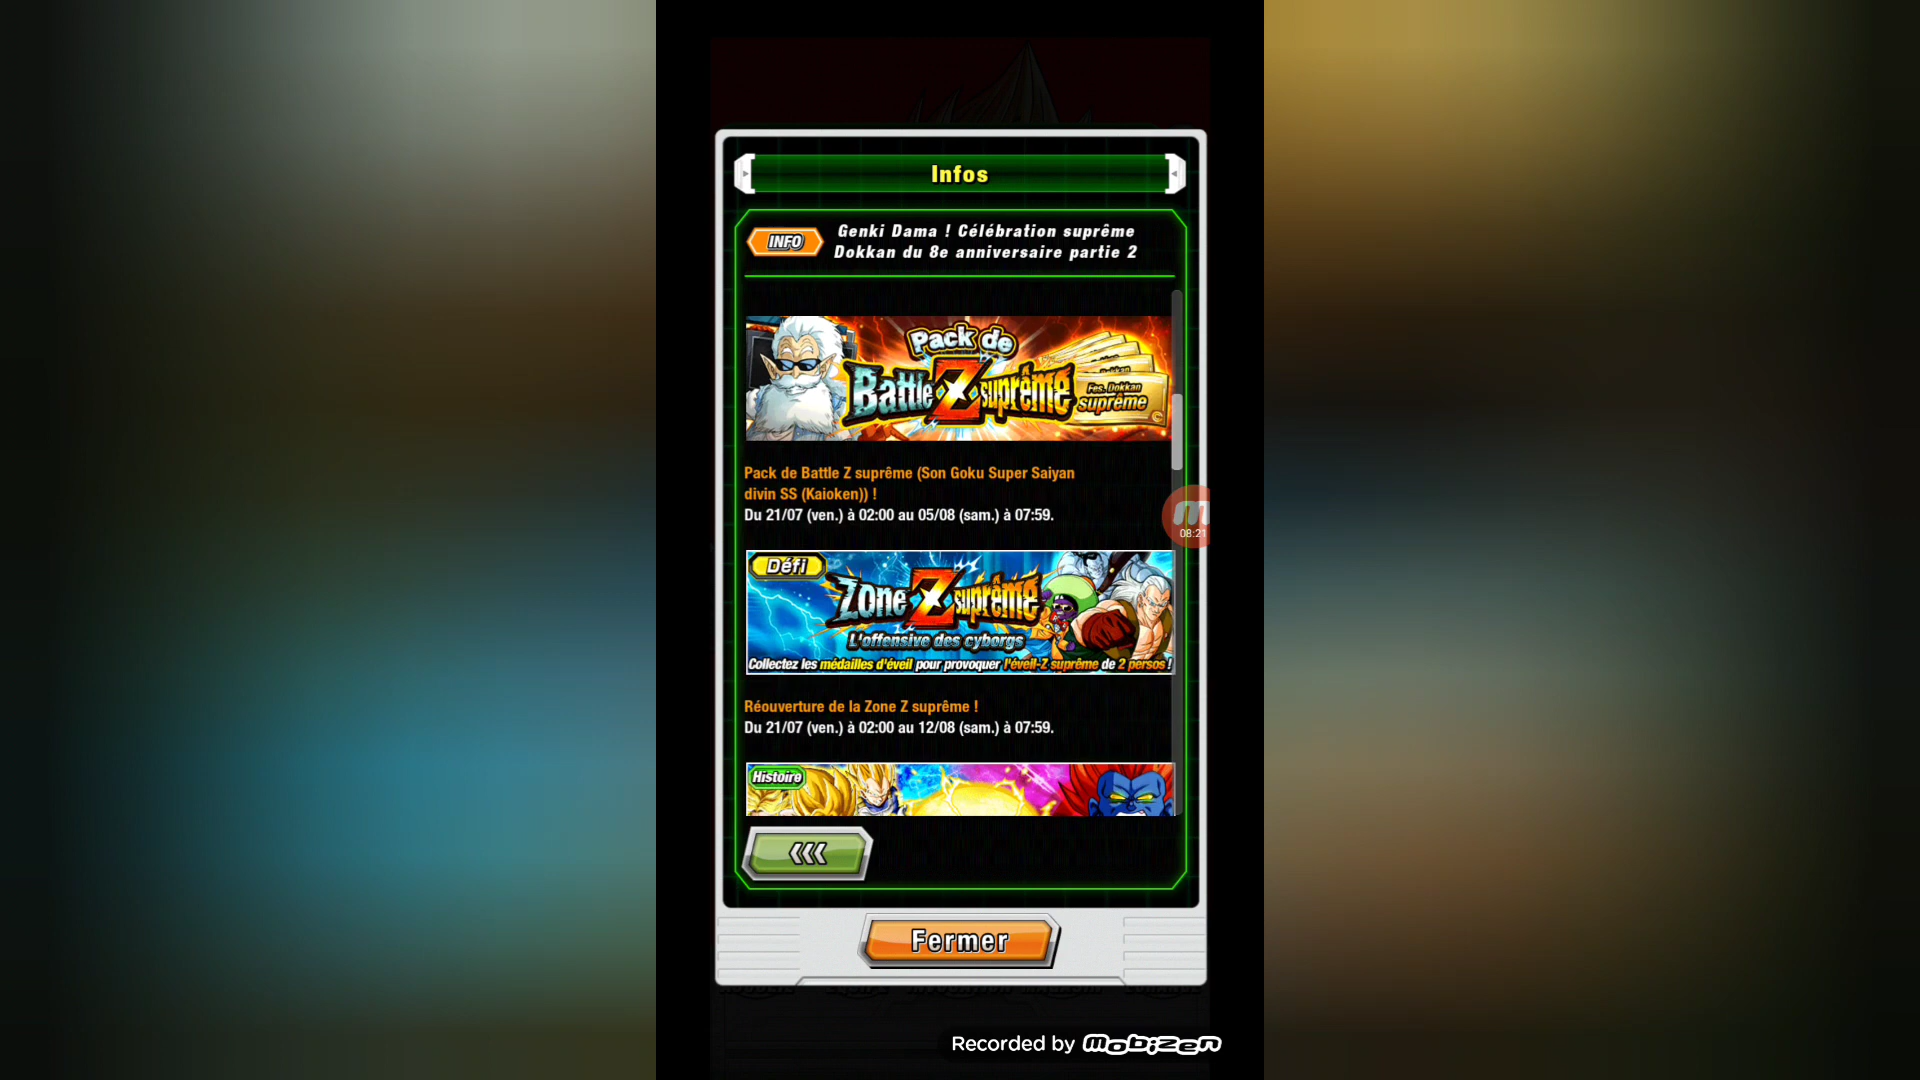 Infos
INFO
Genki Dama ! Célébration suprême
Dokkan du 8e anniversaire partie 2
Pack de
Battle Z suprême
Dokkan
Fes. Dokkan
suprême
Pack de Battle Z suprême (Son Goku Super Saiyan
divin SS (Kaioken)) !
Du 21/07 (ven.) à 02:00 au 05/08 (sam.) à 07:59.
Défi
Zone Z suprême
L'offensive des cyborgs
Collectez les médailles d'éveil pour provoquer l'éveil-Z suprême de 2 persos !
08:21
Réouverture de la Zone Z suprême !
Du 21/07 (ven.) à 02:00 au 12/08 (sam.) à 07:59.
Histoire
Fermer
Recorded by Mobizen